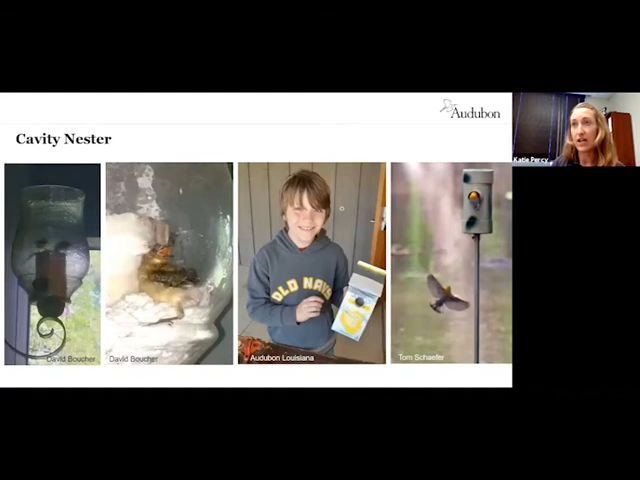 Audubon
Cavity Nester
Katie Percy
OLD NAVY
David Boucher
David Boucher
Audubon Louisiana
Tom Schaefer